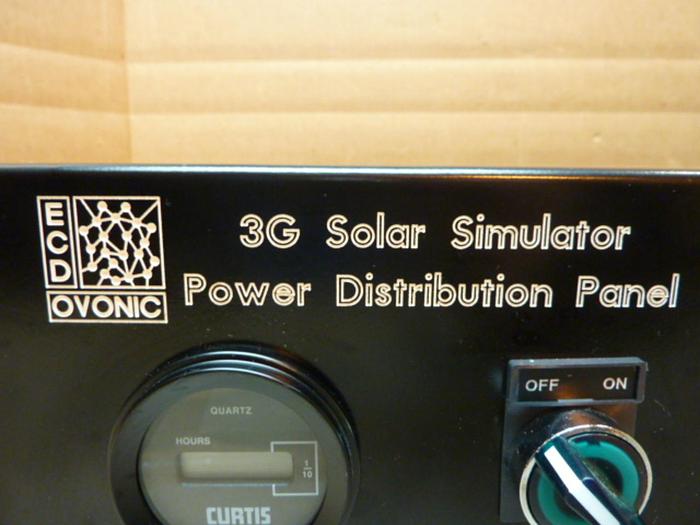 ECD
OVONIC
3G Solar Simulator
Power Distribution Panel
OFF ON
QUARTZ
HOURS
1/10
CURTIS